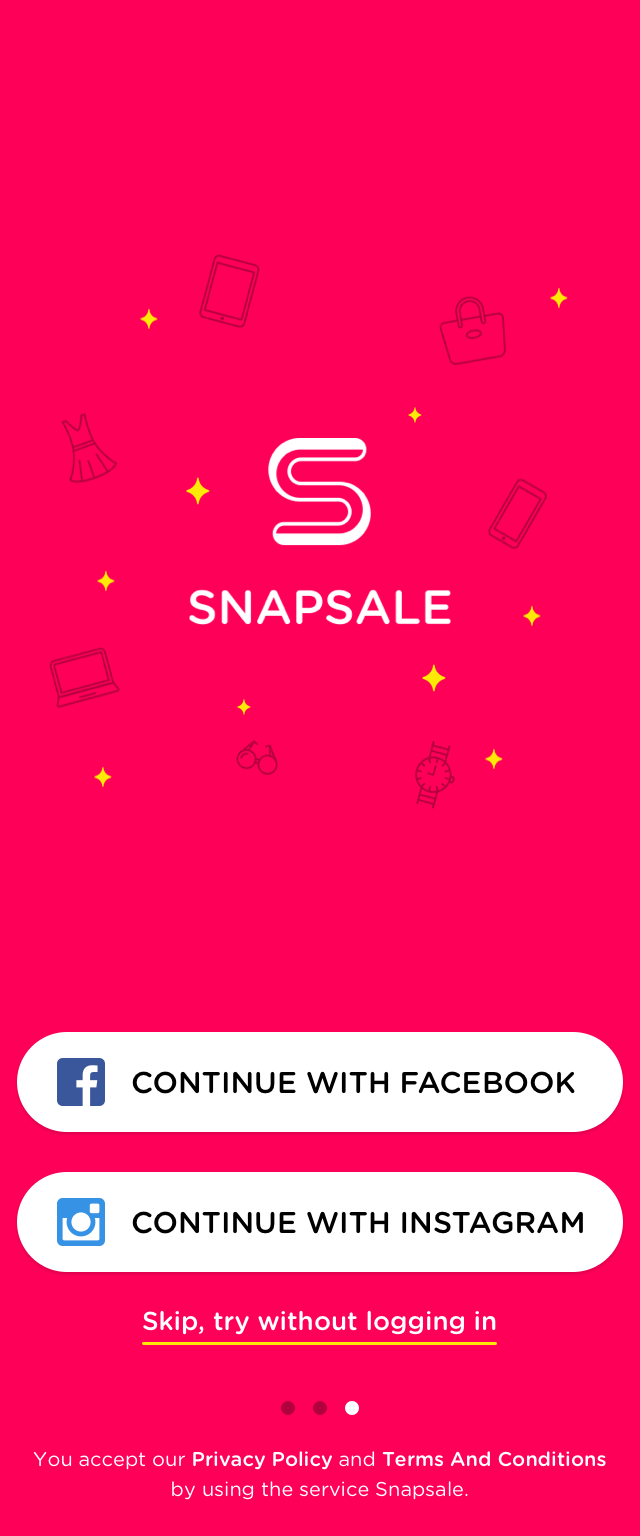 SNAPSALE
CONTINUE WITH FACEBOOK
CONTINUE WITH INSTAGRAM
Skip, try without logging in
You accept our Privacy Policy and Terms And Conditions
by using the service Snapsale.